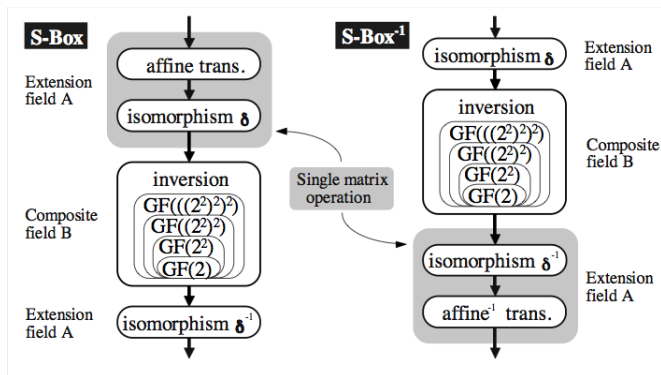 S-Box
Extension
field A
affine trans.
isomorphism δ
inversion
GF(((2²)²)²)
GF((2²)²)
GF(2²)
GF(2)
Composite
field B
Extension
field A
isomorphism δ⁻¹
Single matrix
operation
S-Box⁻¹
isomorphism δ
Extension
field A
inversion
GF(((2²)²)²)
GF((2²)²)
GF(2²)
GF(2)
Composite
field B
isomorphism δ⁻¹
affine⁻¹ trans.
Extension
field A